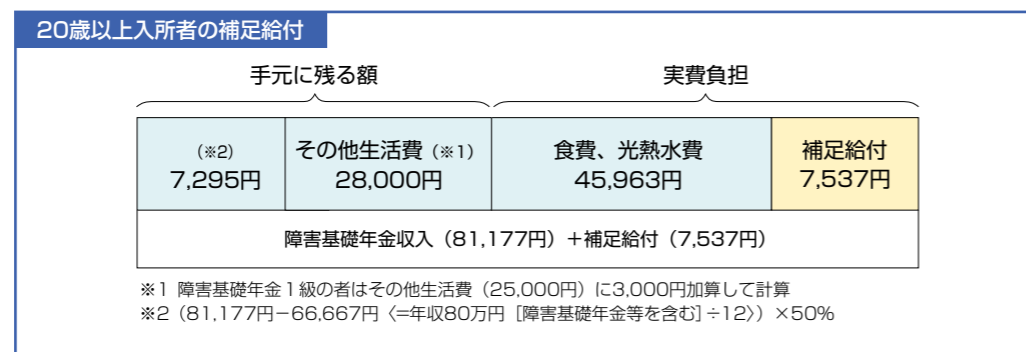 20歳以上入所者の補足給付
手元に残る額
実費負担
(※2)
7,295円
その他生活費(※1)
28,000円
食費、光熱水費
45,963円
補足給付
7,537円
障害基礎年金収入(81,177円)+補足給付(7,537円)
※1 障害基礎年金1級の者はその他生活費(25,000円)に3,000円加算して計算
※2(81,177円-66,667円〈=年収80万円[障害基礎年金等を含む]÷12〉)×50%